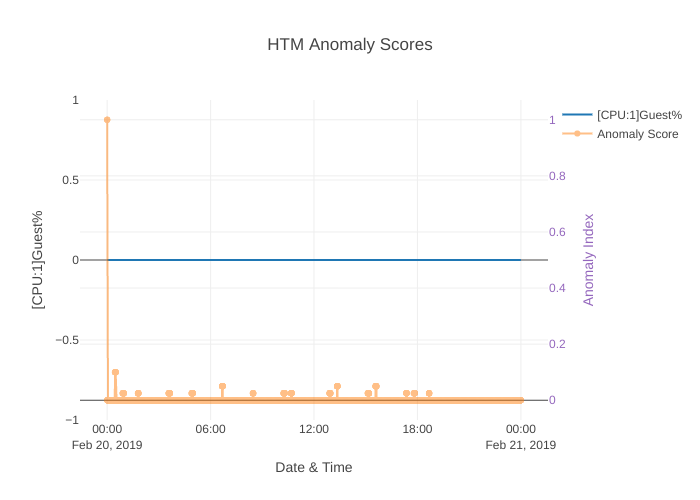 HTM Anomaly Scores
[CPU:1]Guest%
Anomaly Score
1
0.5
0
−0.5
−1
[CPU:1]Guest%
1
0.8
0.6
0.4
0.2
0
Anomaly Index
00:00 06:00 12:00 18:00 00:00
Feb 20, 2019 Feb 21, 2019
Date & Time